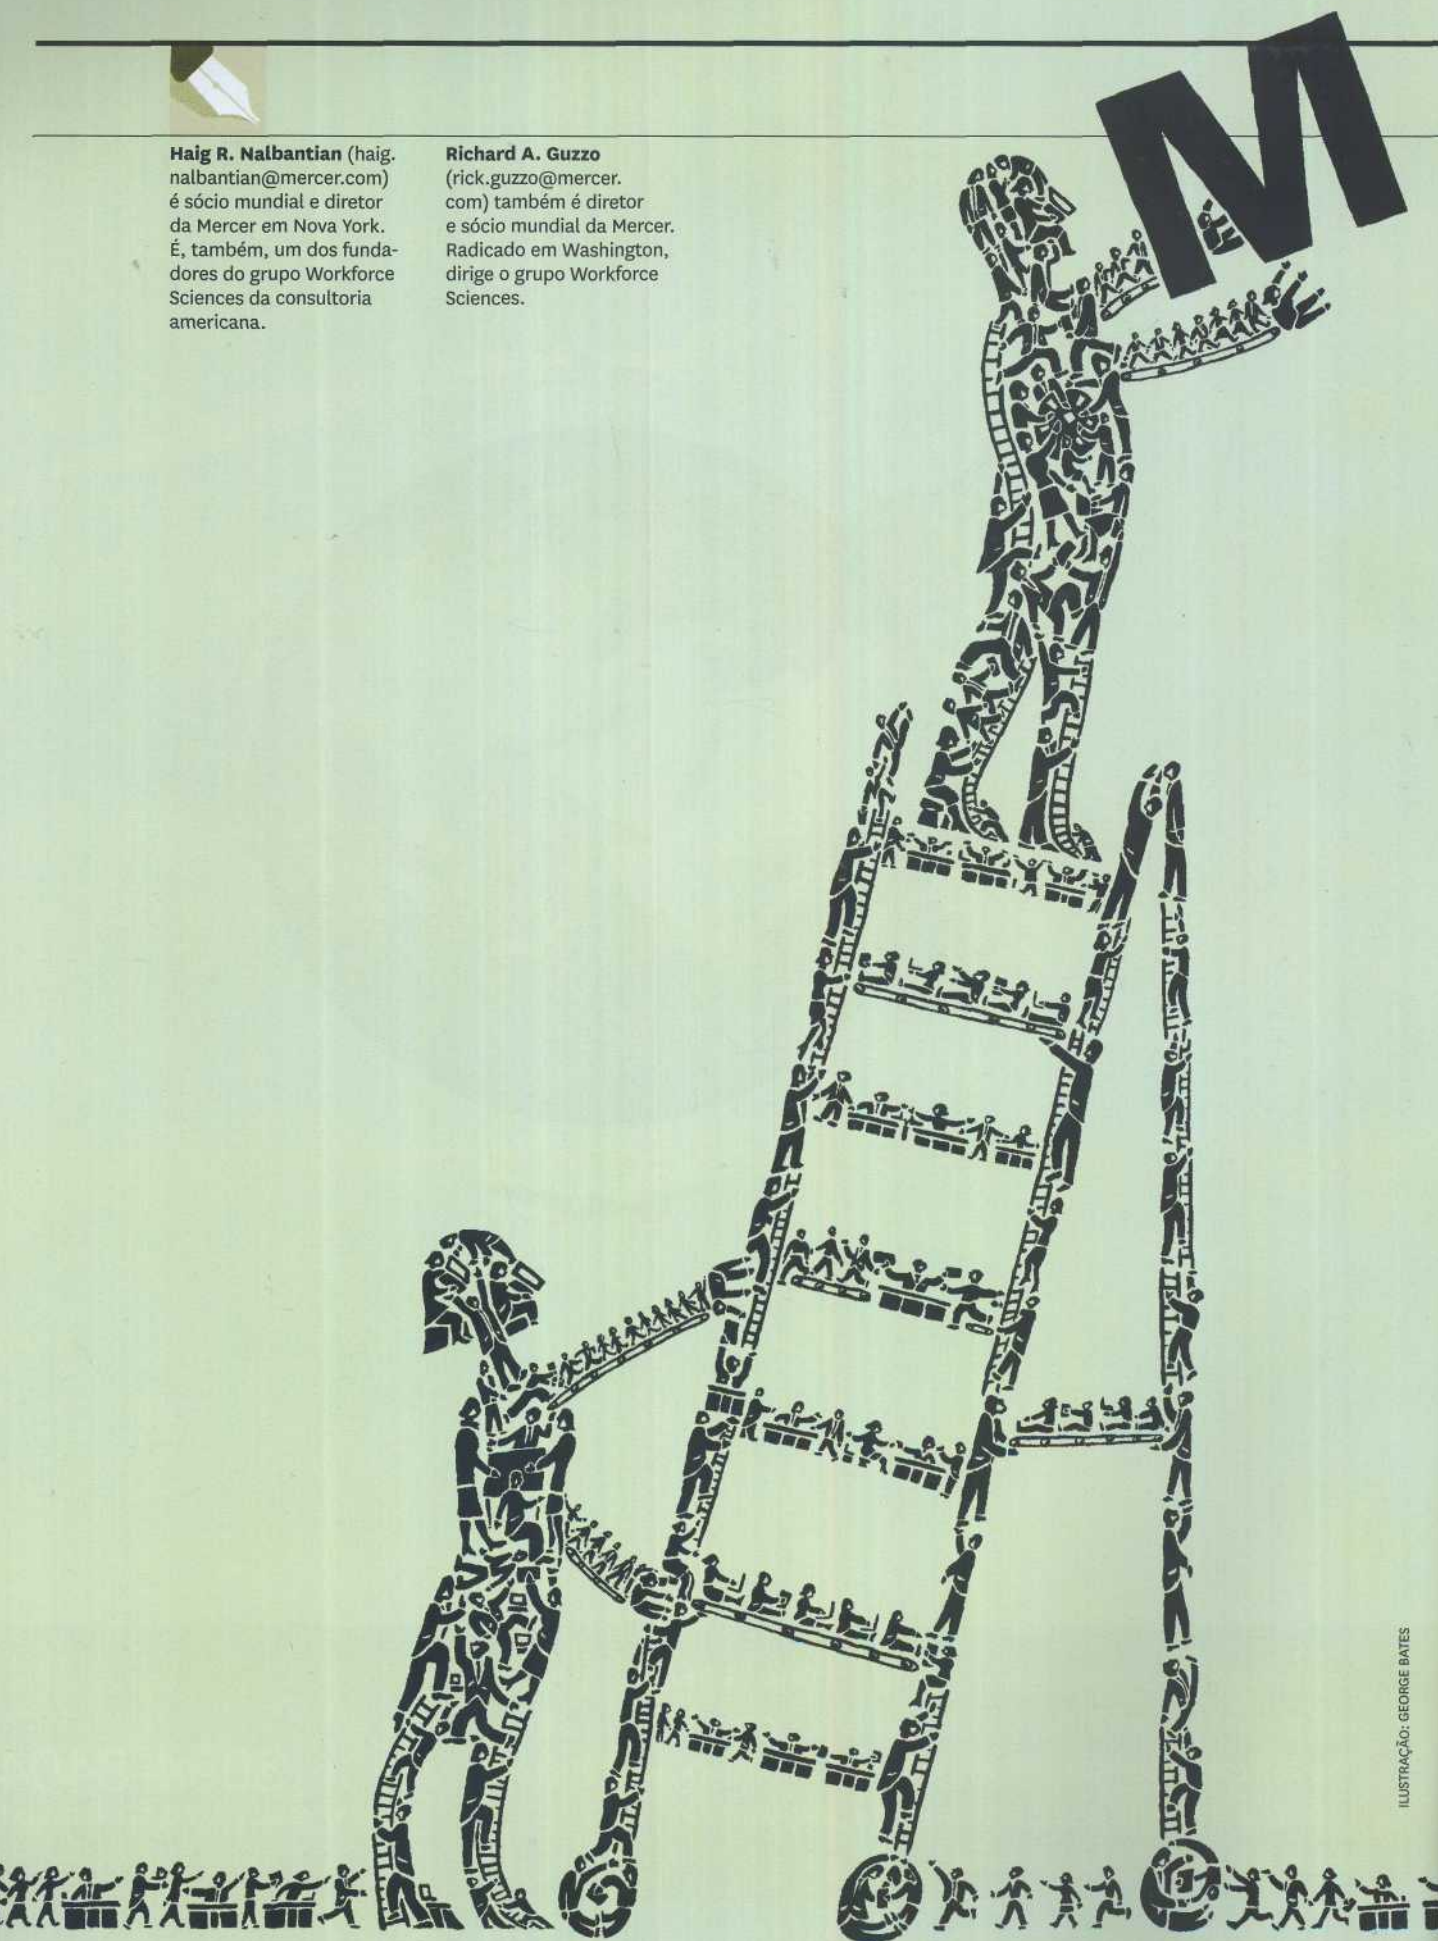 M
Haig R. Nalbantian (haig.
nalbantian@mercer.com)
é sócio mundial e diretor
da Mercer em Nova York.
É, também, um dos funda-
dores do grupo Workforce
Sciences da consultoria
americana.
Richard A. Guzzo
(rick.guzzo@mercer.
com) também é diretor
e sócio mundial da Mercer.
Radicado em Washington,
dirige o grupo Workforce
Sciences.
ILUSTRAÇÃO: GEORGE BATES